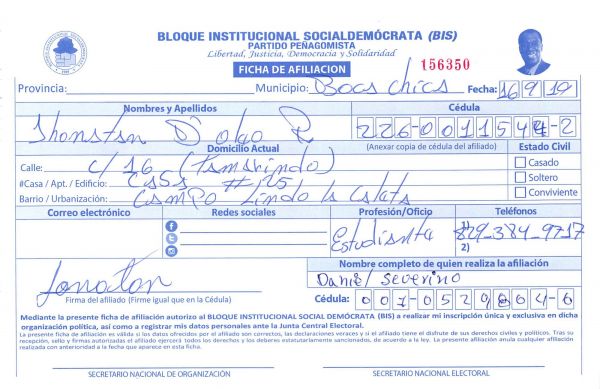 BLOQUE INSTITUCIONAL SOCIALDEMÓCRATA (BIS)
PARTIDO PEÑAGOMISTA
Libertad, Justicia, Democracia y Solidaridad
FICHA DE AFILIACION
156350
Provincia: Municipio: Boca chica Fecha: 16 9 19
Nombres y Apellidos Cédula
Jhonatan D' oleo R 226-0011544-2
(Anexar copia de cédula del afiliado)
Domicilio Actual Estado Civil
Calle: c/16 (Tamarindo) Casado
#Casa / Apt. / Edificio: Casa #125 Soltero
Barrio / Urbanización: Campo Lindo la Caleta Conviviente
Correo electrónico Redes sociales Profesión/Oficio Teléfonos
Estudianta 1) 829-384-9717
2)
Nombre completo de quien realiza la afiliación
Jonatan Daniel Severino
Firma del afiliado (Firme igual que en la Cédula) Cédula: 007-0529
Mediante la presente ficha de afiliación autorizo al BLOQUE INSTITUCIONAL SOCIAL DEMÓCRATA (BIS) a realizar mi inscripción única y exclusiva en dicha
organización política, así como a registrar mis datos personales ante la Junta Central Electoral.
La presente ficha de afiliación es válida si los datos ofrecidos por el afiliado son correctos, las declaraciones veraces y si el afiliado tiene el disfrute de sus derechos civiles y políticos. Tras su
recepción, sello y firmas autorizadas el afiliado ejercerá todos los derechos y los deberes estatutariamente sancionados, de acuerdo a la ley. La presente afiliación anula cualquier afiliación
realizada con anterioridad a la fecha que aparece en esta ficha.
SECRETARIO NACIONAL DE ORGANIZACIÓN SECRETARIO NACIONAL ELECTORAL